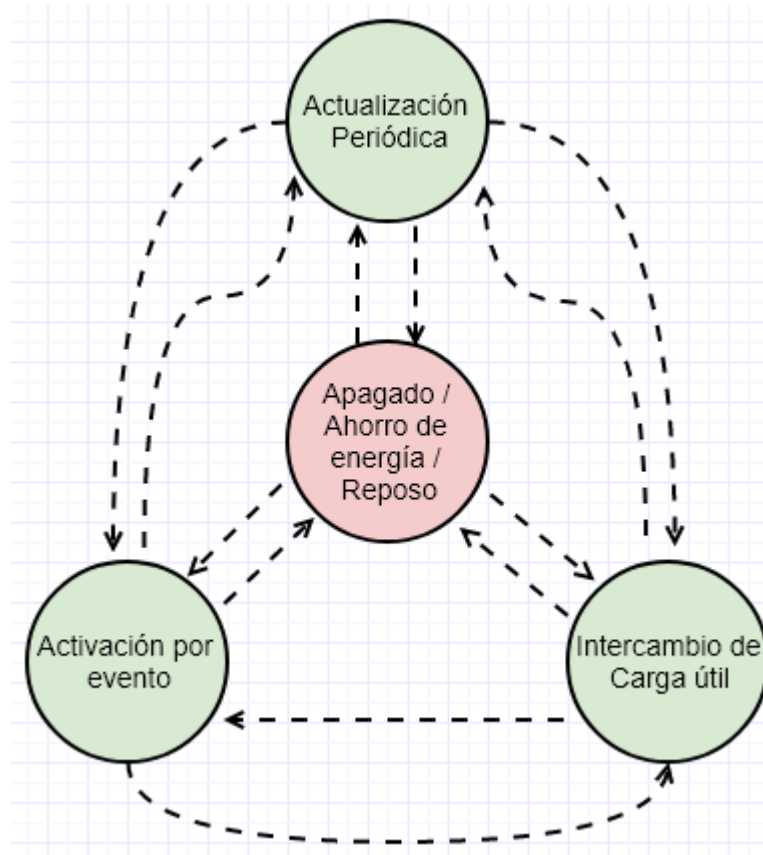 Actualización
Periódica
Apagado /
Ahorro de
energía /
Reposo
Activación por
evento
Intercambio de
Carga útil